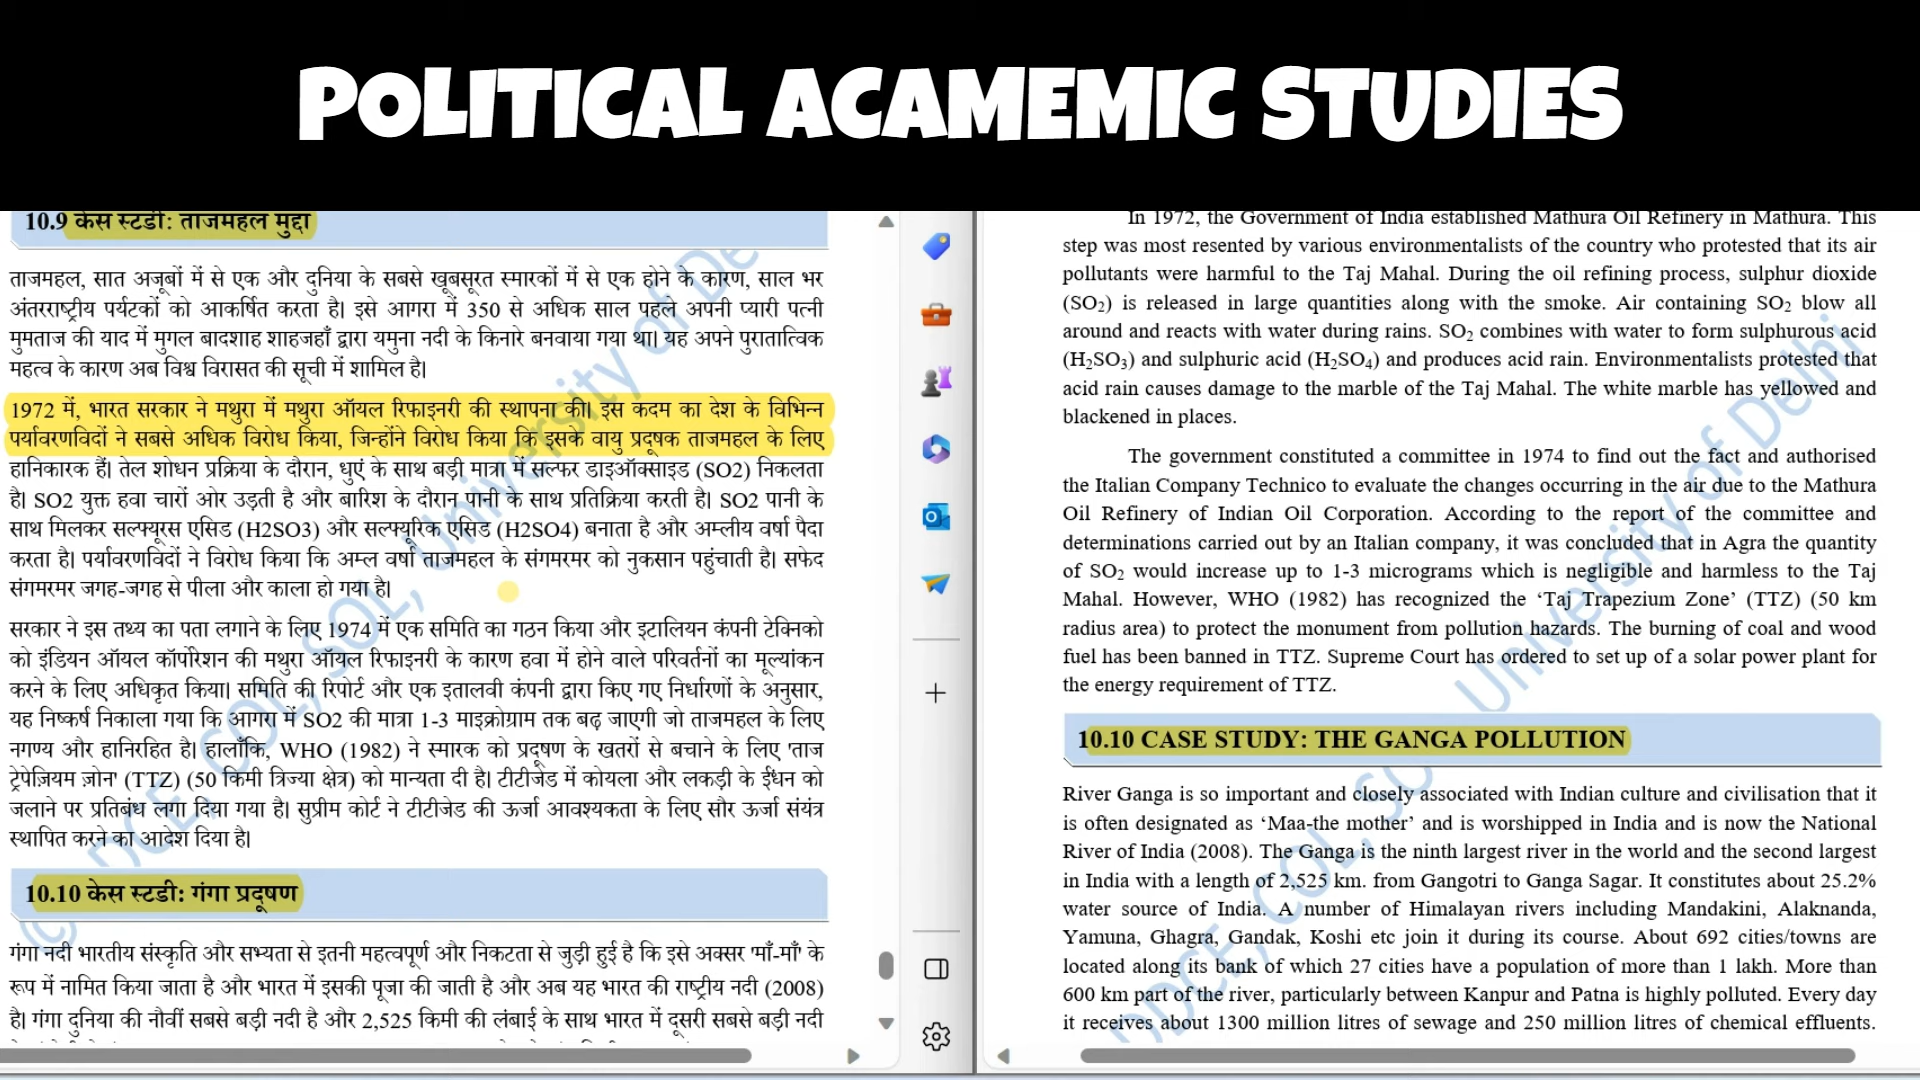 POLITICAL ACAMEMIC STUDIES
10.9 केस स्टडी: ताजमहल मुद्दा
ताजमहल, सात अजूबों में से एक और दुनिया के सबसे खूबसूरत स्मारकों में से एक होने के कारण, साल भर
अंतरराष्ट्रीय पर्यटकों को आकर्षित करता है। इसे आगरा में 350 से अधिक साल पहले अपनी प्यारी पत्नी
मुमताज की याद में मुगल बादशाह शाहजहाँ द्वारा यमुना नदी के किनारे बनवाया गया था। यह अपने पुरातात्विक
महत्व के कारण अब विश्व विरासत की सूची में शामिल है।
1972 में, भारत सरकार ने मथुरा में मथुरा ऑयल रिफाइनरी की स्थापना की। इस कदम का देश के विभिन्न
पर्यावरणविदों ने सबसे अधिक विरोध किया, जिन्होंने विरोध किया कि इसके वायु प्रदूषक ताजमहल के लिए
हानिकारक हैं। तेल शोधन प्रक्रिया के दौरान, धुएं के साथ बड़ी मात्रा में सल्फर डाइऑक्साइड (SO2) निकलता
है। SO2 युक्त हवा चारों ओर उड़ती है और बारिश के दौरान पानी के साथ प्रतिक्रिया करती है। SO2 पानी के
साथ मिलकर सल्फ्यूरस एसिड (H2SO3) और सल्फ्यूरिक एसिड (H2SO4) बनाता है और अम्लीय वर्षा पैदा
करता है। पर्यावरणविदों ने विरोध किया कि अम्ल वर्षा ताजमहल के संगमरमर को नुकसान पहुंचाती है। सफेद
संगमरमर जगह-जगह से पीला और काला हो गया है।
सरकार ने इस तथ्य का पता लगाने के लिए 1974 में एक समिति का गठन किया और इटालियन कंपनी टेक्निको
को इंडियन ऑयल कॉर्पोरेशन की मथुरा ऑयल रिफाइनरी के कारण हवा में होने वाले परिवर्तनों का मूल्यांकन
करने के लिए अधिकृत किया। समिति की रिपोर्ट और एक इतालवी कंपनी द्वारा किए गए निर्धारणों के अनुसार,
यह निष्कर्ष निकाला गया कि आगरा में SO2 की मात्रा 1-3 माइक्रोग्राम तक बढ़ जाएगी जो ताजमहल के लिए
नगण्य और हानिरहित है। हालाँकि, WHO (1982) ने स्मारक को प्रदूषण के खतरों से बचाने के लिए 'ताज
ट्रेपेज़ियम ज़ोन' (TTZ) (50 किमी त्रिज्या क्षेत्र) को मान्यता दी है। टीटीजेड में कोयला और लकड़ी के ईंधन को
जलाने पर प्रतिबंध लगा दिया गया है। सुप्रीम कोर्ट ने टीटीजेड की ऊर्जा आवश्यकता के लिए सौर ऊर्जा संयंत्र
स्थापित करने का आदेश दिया है।
10.10 केस स्टडी: गंगा प्रदूषण
गंगा नदी भारतीय संस्कृति और सभ्यता से इतनी महत्वपूर्ण और निकटता से जुड़ी हुई है कि इसे अक्सर 'माँ-माँ' के
रूप में नामित किया जाता है और भारत में इसकी पूजा की जाती है और अब यह भारत की राष्ट्रीय नदी (2008)
है। गंगा दुनिया की नौवीं सबसे बड़ी नदी है और 2,525 किमी की लंबाई के साथ भारत में दूसरी सबसे बड़ी नदी
In 1972, the Government of India established Mathura Oil Refinery in Mathura. This
step was most resented by various environmentalists of the country who protested that its air
pollutants were harmful to the Taj Mahal. During the oil refining process, sulphur dioxide
(SO₂) is released in large quantities along with the smoke. Air containing SO₂ blow all
around and reacts with water during rains. SO₂ combines with water to form sulphurous acid
(H₂SO₃) and sulphuric acid (H₂SO₄) and produces acid rain. Environmentalists protested that
acid rain causes damage to the marble of the Taj Mahal. The white marble has yellowed and
blackened in places.
The government constituted a committee in 1974 to find out the fact and authorised
the Italian Company Technico to evaluate the changes occurring in the air due to the Mathura
Oil Refinery of Indian Oil Corporation. According to the report of the committee and
determinations carried out by an Italian company, it was concluded that in Agra the quantity
of SO₂ would increase up to 1-3 micrograms which is negligible and harmless to the Taj
Mahal. However, WHO (1982) has recognized the ‘Taj Trapezium Zone’ (TTZ) (50 km
radius area) to protect the monument from pollution hazards. The burning of coal and wood
fuel has been banned in TTZ. Supreme Court has ordered to set up of a solar power plant for
the energy requirement of TTZ.
10.10 CASE STUDY: THE GANGA POLLUTION
River Ganga is so important and closely associated with Indian culture and civilisation that it
is often designated as ‘Maa-the mother’ and is worshipped in India and is now the National
River of India (2008). The Ganga is the ninth largest river in the world and the second largest
in India with a length of 2,525 km. from Gangotri to Ganga Sagar. It constitutes about 25.2%
water source of India. A number of Himalayan rivers including Mandakini, Alaknanda,
Yamuna, Ghagra, Gandak, Koshi etc join it during its course. About 692 cities/towns are
located along its bank of which 27 cities have a population of more than 1 lakh. More than
600 km part of the river, particularly between Kanpur and Patna is highly polluted. Every day
it receives about 1300 million litres of sewage and 250 million litres of chemical effluents.